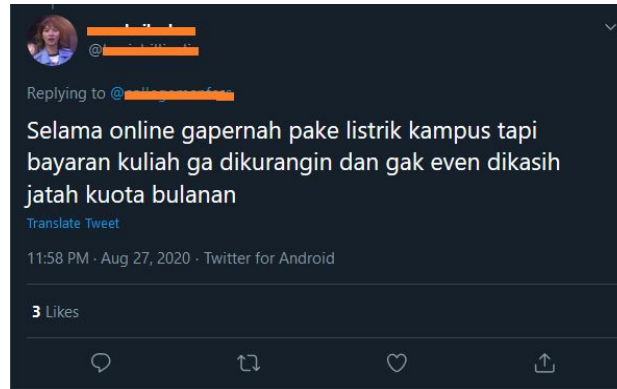 @
Replying to @
Selama online gapernah pake listrik kampus tapi
bayaran kuliah ga dikurangin dan gak even dikasih
jatah kuota bulanan
Translate Tweet
11:58 PM · Aug 27, 2020 · Twitter for Android
3 Likes